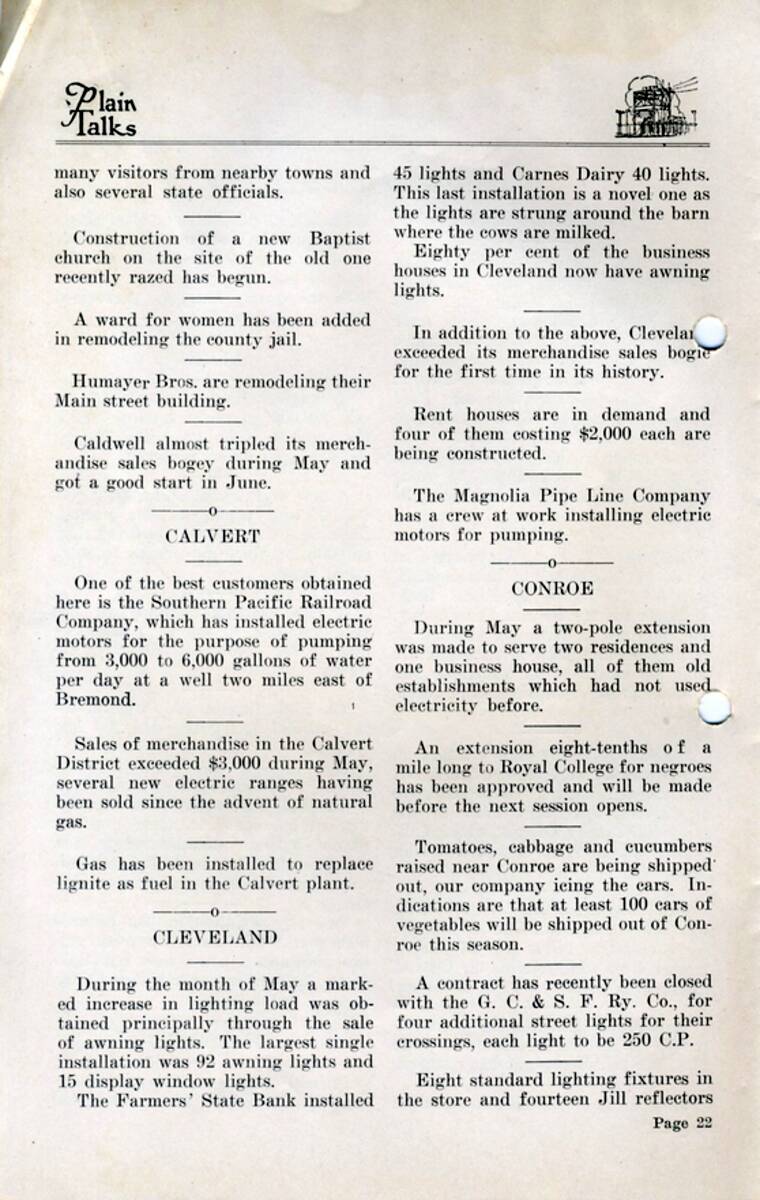 Plain
Talks
many visitors from nearby towns and
also several state officials.
Construction of a new Baptist
church on the site of the old one
recently razed has begun.
A ward for women has been added
in remodeling the county jail.
Humayer Bros. are remodeling their
Main street building.
Caldwell almost tripled its merch-
andise sales bogey during May and
got a good start in June.
o
CALVERT
One of the best customers obtained
here is the Southern Pacific Railroad
Company, which has installed electric
motors for the purpose of pumping
from 3,000 to 6,000 gallons of water
per day at a well two miles east of
Bremond.
Sales of merchandise in the Calvert
District exceeded $3,000 during May,
several new electric ranges having
been sold since the advent of natural
gas.
Gas has been installed to replace
lignite as fuel in the Calvert plant.
o
CLEVELAND
During the month of May a mark-
ed increase in lighting load was ob-
tained principally through the sale
of awning lights. The largest single
installation was 92 awning lights and
15 display window lights.
The Farmers' State Bank installed
45 lights and Carnes Dairy 40 lights.
This last installation is a novel one as
the lights are strung around the barn
where the cows are milked.
Eighty per cent of the business
houses in Cleveland now have awning
lights.
In addition to the above, Clevelan
exceeded its merchandise sales bogie
for the first time in its history.
Rent houses are in demand and
four of them costing $2,000 each are
being constructed.
The Magnolia Pipe Line Company
has a crew at work installing electric
motors for pumping.
o
CONROE
During May a two-pole extension
was made to serve two residences and
one business house, all of them old
establishments which had not used
electricity before.
An extension eight-tenths of a
mile long to Royal College for negroes
has been approved and will be made
before the next session opens.
Tomatoes, cabbage and cucumbers
raised near Conroe are being shipped
out, our company icing the cars. In-
dications are that at least 100 cars of
vegetables will be shipped out of Con-
roe this season.
A contract has recently been closed
with the G. C. & S. F. Ry. Co., for
four additional street lights for their
crossings, each light to be 250 C.P.
Eight standard lighting fixtures in
the store and fourteen Jill reflectors
Page 22